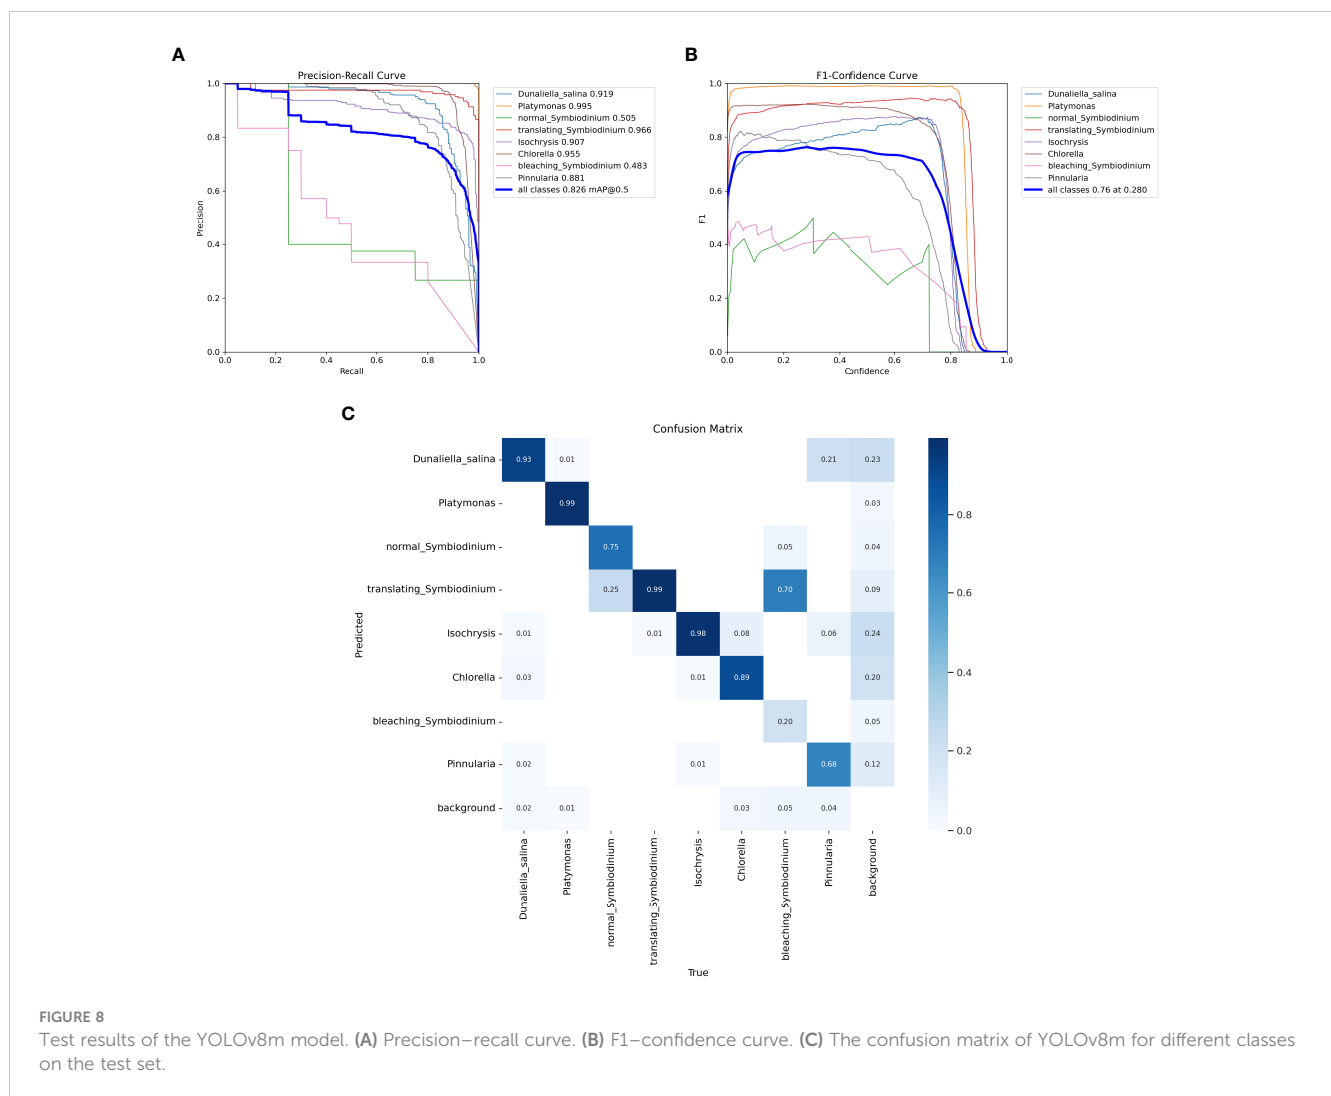 A
Precision-Recall Curve
1.0
0.8
0.6
0.4
0.2
0.0
Precision
0.0 0.2 0.4 0.6 0.8 1.0
Recall
Dunaliella_salina 0.919
Platymonas 0.995
normal_Symbiodinium 0.505
translating_Symbiodinium 0.966
Isochrysis 0.907
Chlorella 0.955
bleaching_Symbiodinium 0.483
Pinnularia 0.881
all classes 0.826 mAP@0.5
B
F1-Confidence Curve
1.0
0.8
0.6
0.4
0.2
0.0
F1
0.0 0.2 0.4 0.6 0.8 1.0
Confidence
Dunaliella_salina
Platymonas
normal_Symbiodinium
translating_Symbiodinium
Isochrysis
Chlorella
bleaching_Symbiodinium
Pinnularia
all classes 0.76 at 0.280
C
Confusion Matrix
Predicted
Dunaliella_salina 0.93 0.01 0.21 0.23
Platymonas 0.99 0.03
normal_Symbiodinium 0.75 0.05 0.04
translating_Symbiodinium 0.25 0.99 0.70 0.09
Isochrysis 0.01 0.01 0.98 0.08 0.06 0.24
Chlorella 0.03 0.01 0.89 0.20
bleaching_Symbiodinium 0.20 0.05
Pinnularia 0.02 0.01 0.68 0.12
background 0.02 0.01 0.03 0.05 0.04
Dunaliella_salina
Platymonas
normal_Symbiodinium
translating_Symbiodinium
Isochrysis
Chlorella
bleaching_Symbiodinium
Pinnularia
background
True
0.8
0.6
0.4
0.2
0.0
FIGURE 8
Test results of the YOLOv8m model. (A) Precision–recall curve. (B) F1–confidence curve. (C) The confusion matrix of YOLOv8m for different classes
on the test set.